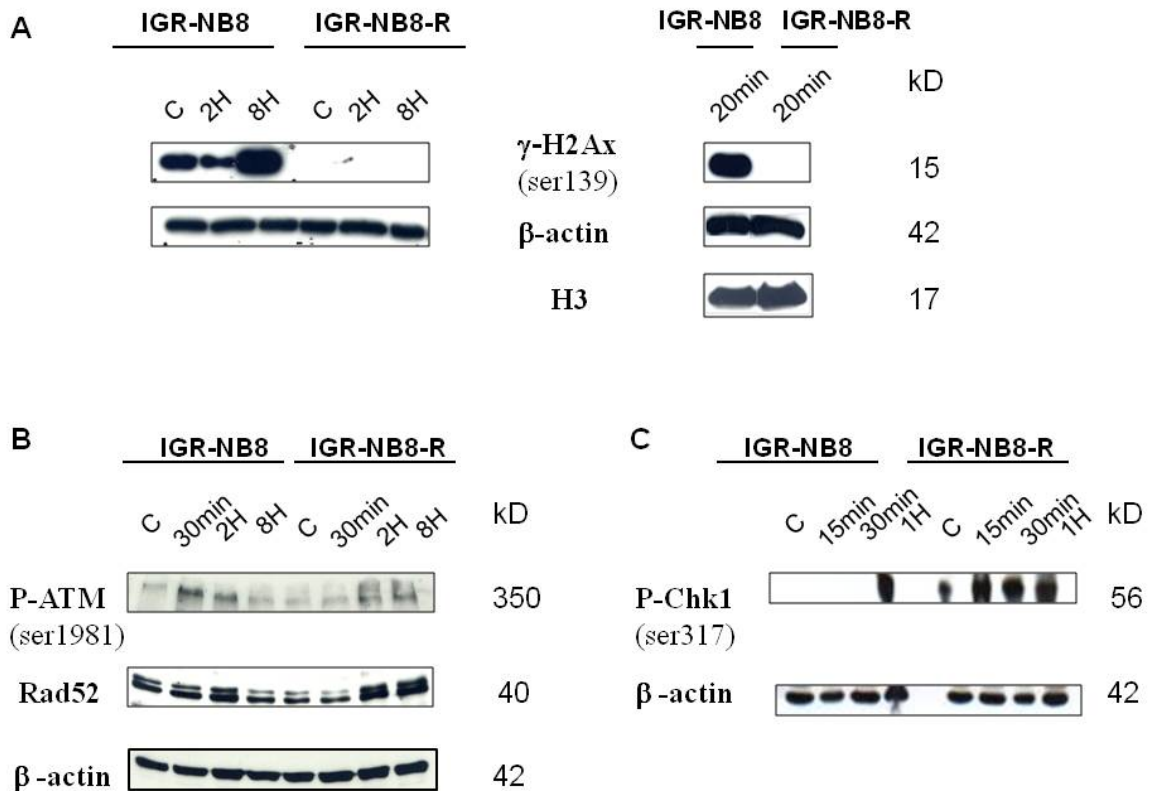 A
IGR-NB8 IGR-NB8-R IGR-NB8 IGR-NB8-R
C 2H 8H C 2H 8H 20min 20min kD
γ-H2Ax
(ser139) 15
β-actin 42
H3 17
B
IGR-NB8 IGR-NB8-R
C 30min 2H 8H C 30min 2H 8H kD
P-ATM 350
(ser1981)
Rad52 40
β-actin 42
C
IGR-NB8 IGR-NB8-R
C 15min 30min 1H C 15min 30min 1H kD
P-Chk1 56
(ser317)
β-actin 42